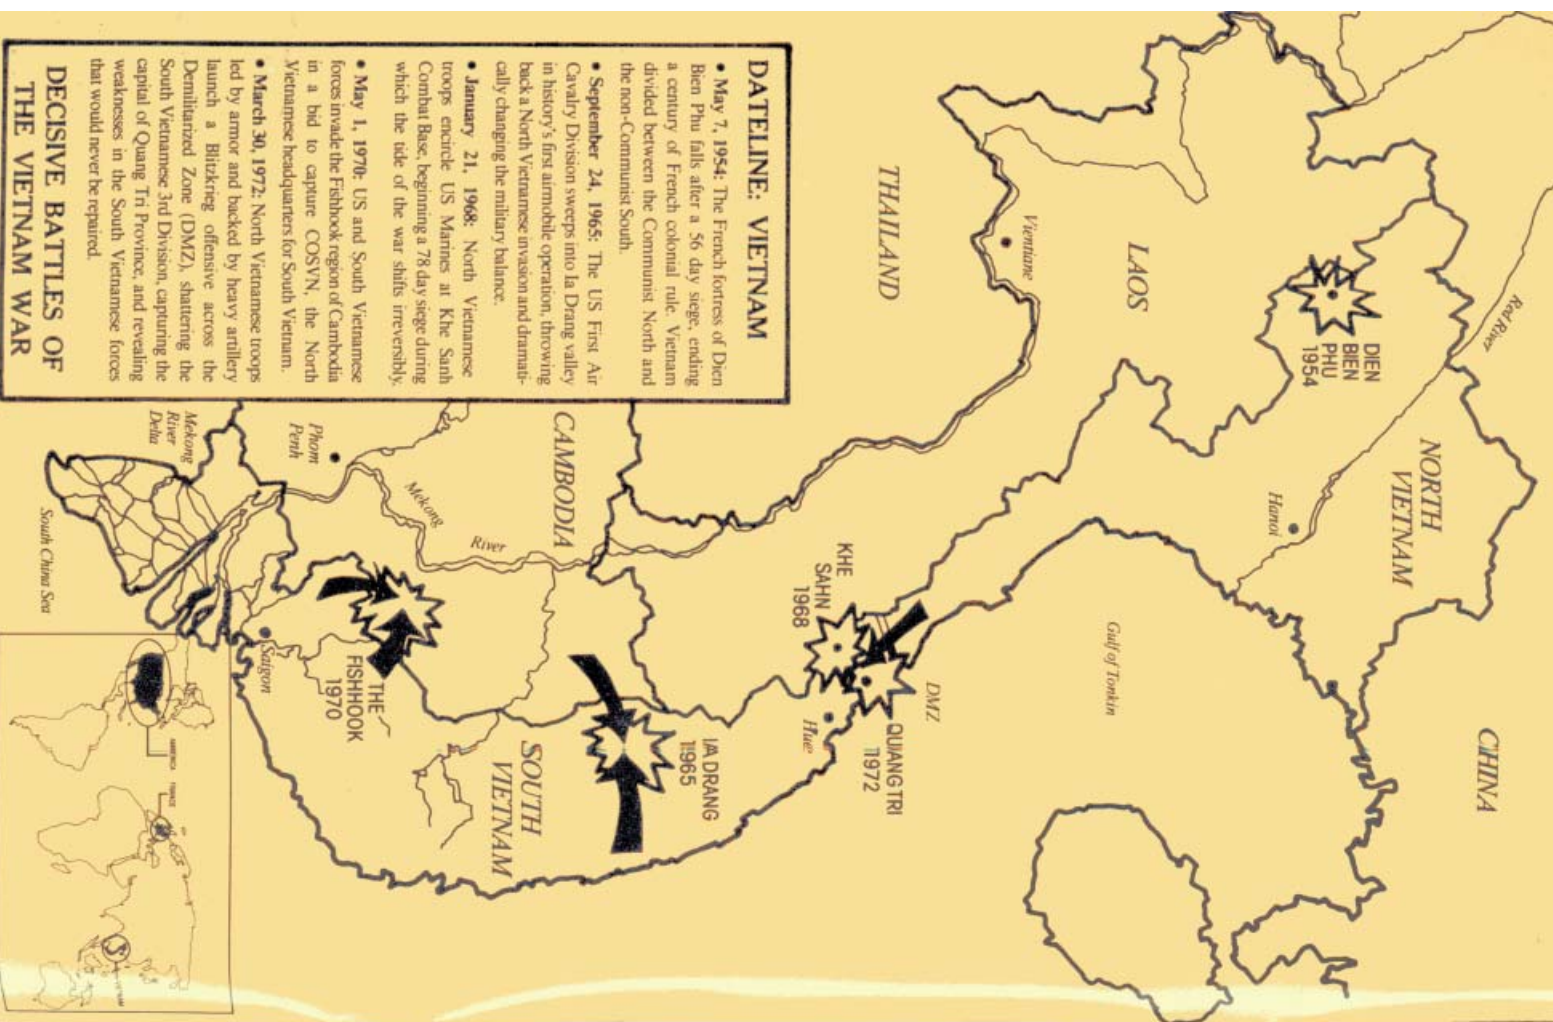 DATELINE: VIETNAM
• May 7, 1954: The French fortress of Dien
Bien Phu falls after a 56 day siege, ending
a century of French colonial rule. Vietnam
divided between the Communist North and
the non-Communist South.
• September 24, 1965: The US First Air
Cavalry Division sweeps into Ia Drang valley
in history's first airmobile operation, throwing
back a North Vietnamese invasion and dramati-
cally changing the military balance.
• January 21, 1968: North Vietnamese
troops encircle US Marines at Khe Sanh
Combat Base, beginning a 78 day siege during
which the tide of the war shifts irreversibly.
• May 1, 1970: US and South Vietnamese
forces invade the Fishhook region of Cambodia
in a bid to capture COSVN, the North
Vietnamese headquarters for South Vietnam.
• March 30, 1972: North Vietnamese troops
led by armor and backed by heavy artillery
launch a Blitzkrieg offensive across the
Demilitarized Zone (DMZ), shattering the
South Vietnamese 3rd Division, capturing the
capital of Quang Tri Province, and revealing
weaknesses in the South Vietnamese forces
that would never be repaired.
DECISIVE BATTLES OF
THE VIETNAM WAR
CHINA
Red River
NORTH
VIETNAM
DIEN
BIEN
PHU
1954
Hanoi
LAOS
Gulf of Tonkin
Vientiane
THAILAND
DMZ
QUIANG TRI
1972
KHE
SAHN
1968
Hue
IA DRANG
1965
CAMBODIA
SOUTH
VIETNAM
River
Mekong
THE
FISHHOOK
1970
Phom
Penh
Saigon
Mekong
River
Delta
South China Sea
AMERICA
FRANCE
VIETNAM